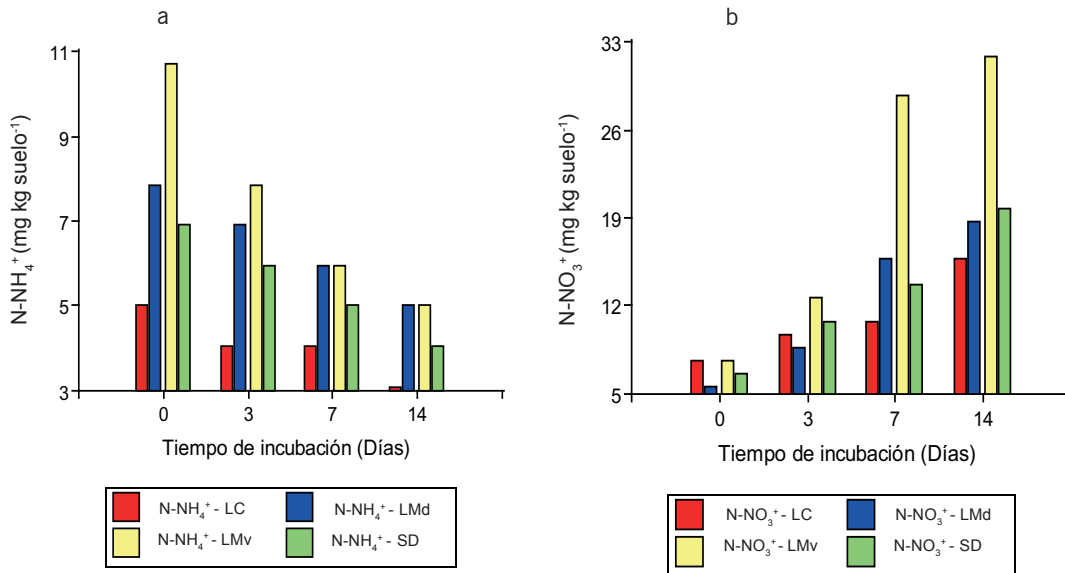 a
11
9
7
5
3
N-NH₄⁺ (mg kg suelo⁻¹)
0 3 7 14
Tiempo de incubación (Días)
N-NH₄⁺ - LC N-NH₄⁺ - LMd
N-NH₄⁺ - LMv N-NH₄⁺ - SD
b
33
26
19
12
5
N-NO₃⁺ (mg kg suelo⁻¹)
0 3 7 14
Tiempo de incubación (Días)
N-NO₃⁺ - LC N-NO₃⁺ - LMd
N-NO₃⁺ - LMv N-NO₃⁺ - SD